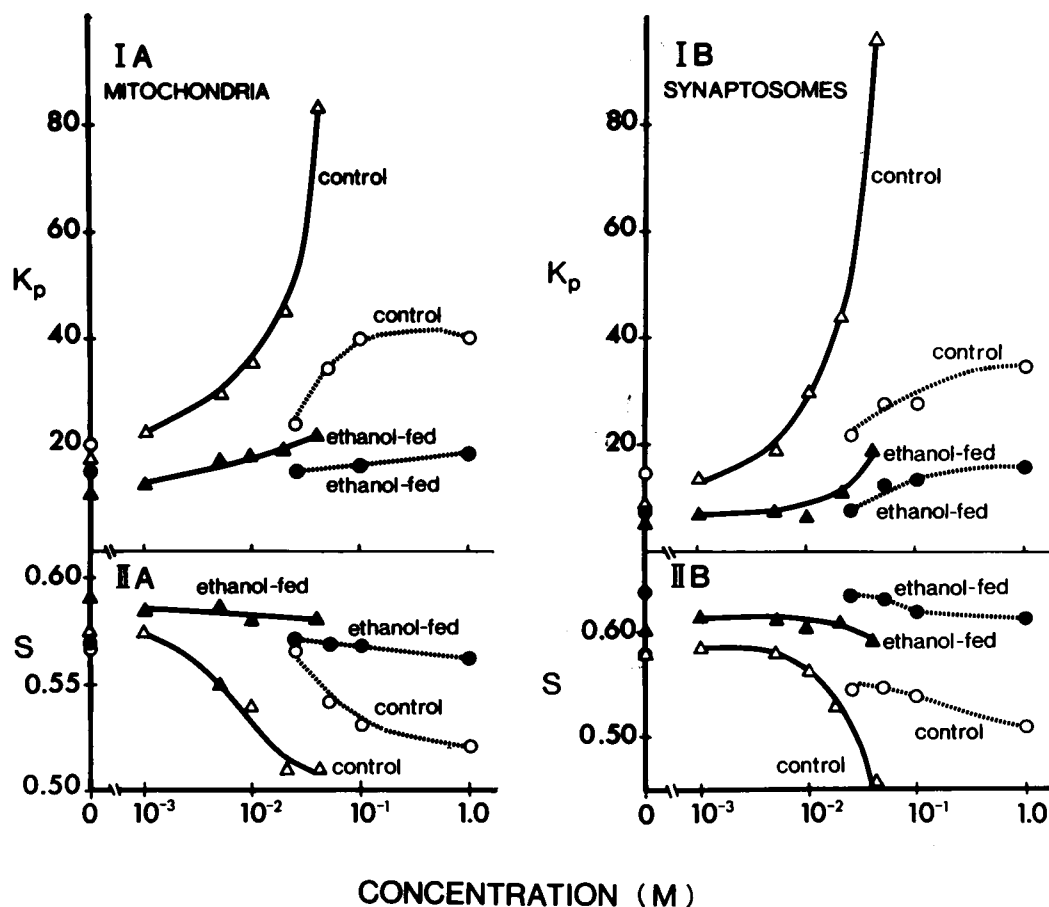 IA
MITOCHONDRIA
80
60
Kp
40
20
control
control
ethanol-fed
ethanol-fed
IB
SYNAPTOSOMES
80
60
Kp
40
20
control
control
ethanol-fed
ethanol-fed
IIA
0.60
S
0.55
0.50
ethanol-fed
ethanol-fed
control
control
0 10⁻³ 10⁻² 10⁻¹ 1.0
IIB
0.60
S
0.50
ethanol-fed
ethanol-fed
control
control
0 10⁻³ 10⁻² 10⁻¹ 1.0
CONCENTRATION (M)